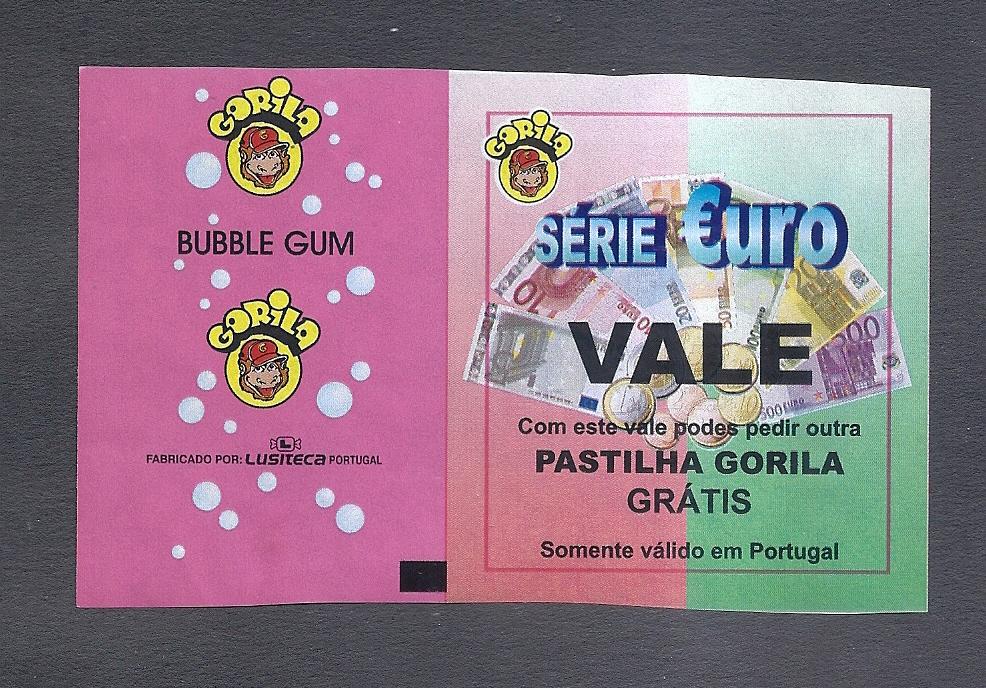 GORILA
BUBBLE GUM
GORILA
FABRICADO POR: LUSITECA PORTUGAL
GORILA
SÉRIE €uro
VALE
Com este vale podes pedir outra
PASTILHA GORILA
GRÁTIS
Somente válido em Portugal